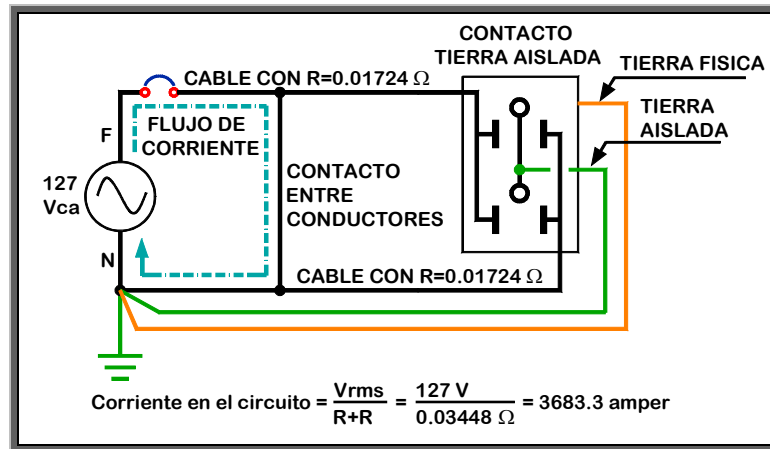 CONTACTO
TIERRA AISLADA
TIERRA FISICA
CABLE CON R=0.01724 Ω
TIERRA
AISLADA
F
FLUJO DE
CORRIENTE
127
Vca
CONTACTO
ENTRE
CONDUCTORES
N
CABLE CON R=0.01724 Ω
Corriente en el circuito = Vrms / R+R = 127 V / 0.03448 Ω = 3683.3 amper